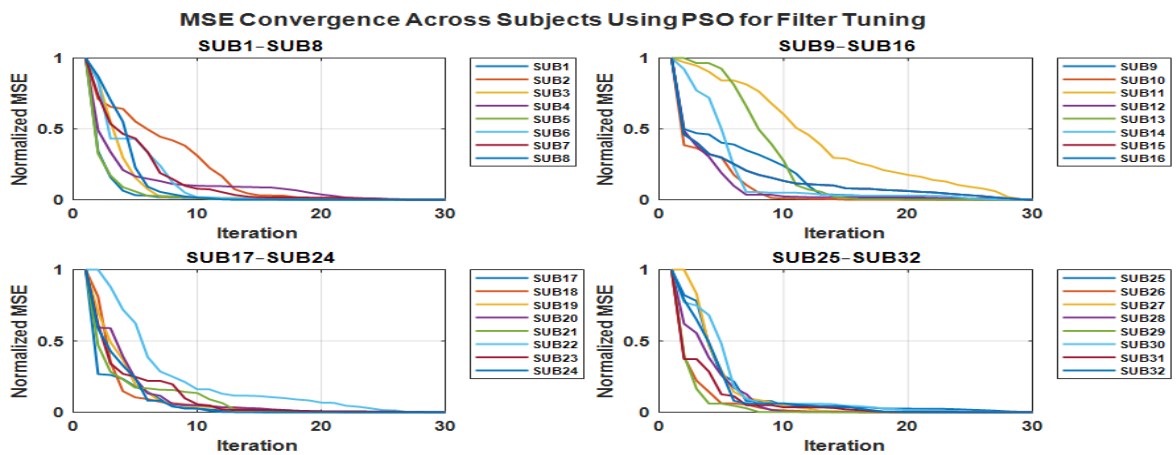 MSE Convergence Across Subjects Using PSO for Filter Tuning
SUB1-SUB8
1
0.5
0
Normalized MSE
0
10
20
30
Iteration
SUB1
SUB2
SUB3
SUB4
SUB5
SUB6
SUB7
SUB8
SUB9-SUB16
1
0.5
0
Normalized MSE
0
10
20
30
Iteration
SUB9
SUB10
SUB11
SUB12
SUB13
SUB14
SUB15
SUB16
SUB17-SUB24
1
0.5
0
Normalized MSE
0
10
20
30
Iteration
SUB17
SUB18
SUB19
SUB20
SUB21
SUB22
SUB23
SUB24
SUB25-SUB32
1
0.5
0
Normalized MSE
0
10
20
30
Iteration
SUB25
SUB26
SUB27
SUB28
SUB29
SUB30
SUB31
SUB32